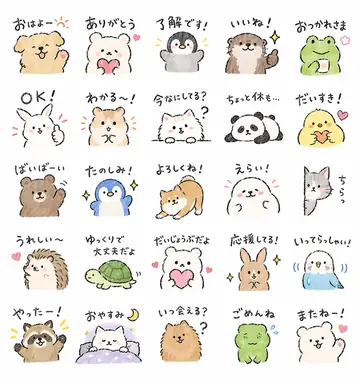 おはよー
ありがとう
了解です!
いいね!
おつかれさま
OK!
わかる〜!
今なにしてる?
ちょっと休も…
だいすき!
ばいばーい
たのしみ!
よろしくね!
えらい!
ちらっ
うれしい〜
ゆっくりで
大丈夫だよ
だいじょうぶだよ
応援してる!
いってらっしゃい!
やったー!
おやすみ
いつ会える?
ごめんね
またねー!